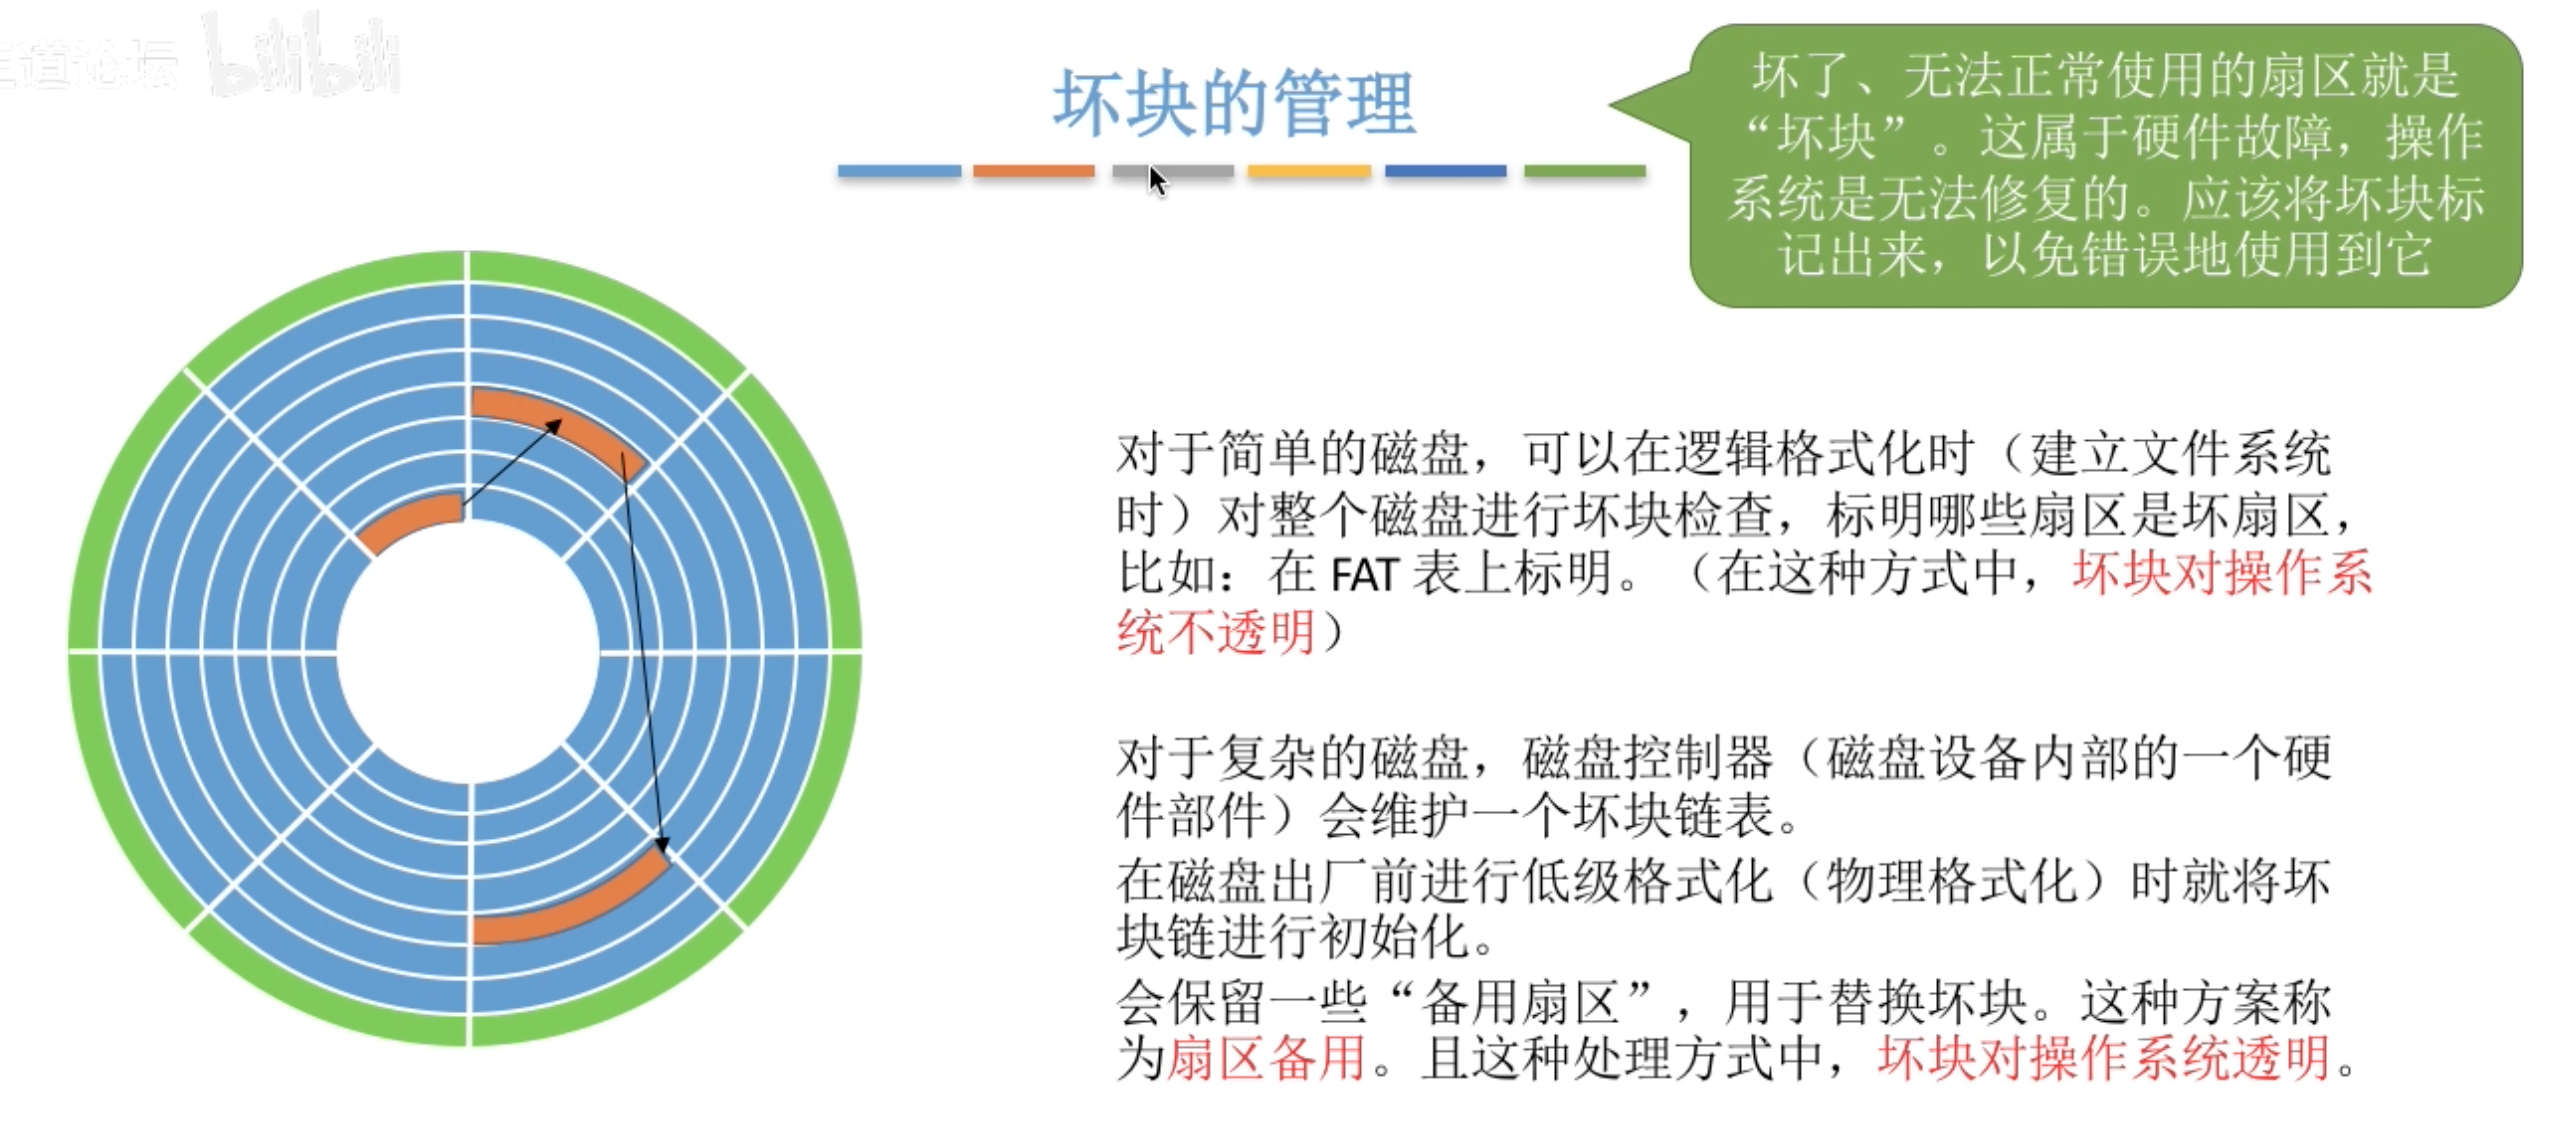 道论坛 bilibili
坏块的管理
坏了、无法正常使用的扇区就是
“坏块”。这属于硬件故障，操作
系统是无法修复的。应该将坏块标
记出来，以免错误地使用到它
对于简单的磁盘，可以在逻辑格式化时（建立文件系统
时）对整个磁盘进行坏块检查，标明哪些扇区是坏扇区，
比如：在 FAT 表上标明。（在这种方式中，坏块对操作系
统不透明）
对于复杂的磁盘，磁盘控制器（磁盘设备内部的一个硬
件部件）会维护一个坏块链表。
在磁盘出厂前进行低级格式化（物理格式化）时就将坏
块链进行初始化。
会保留一些“备用扇区”，用于替换坏块。这种方案称
为扇区备用。且这种处理方式中，坏块对操作系统透明。